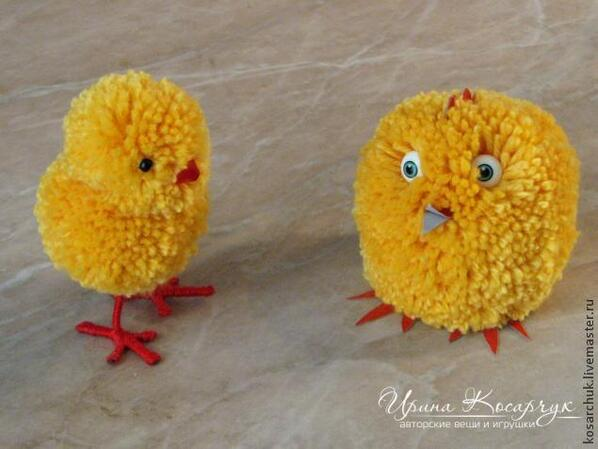 Ирина Косарчук
авторские вещи и игрушки
kosarchuk.livemaster.ru